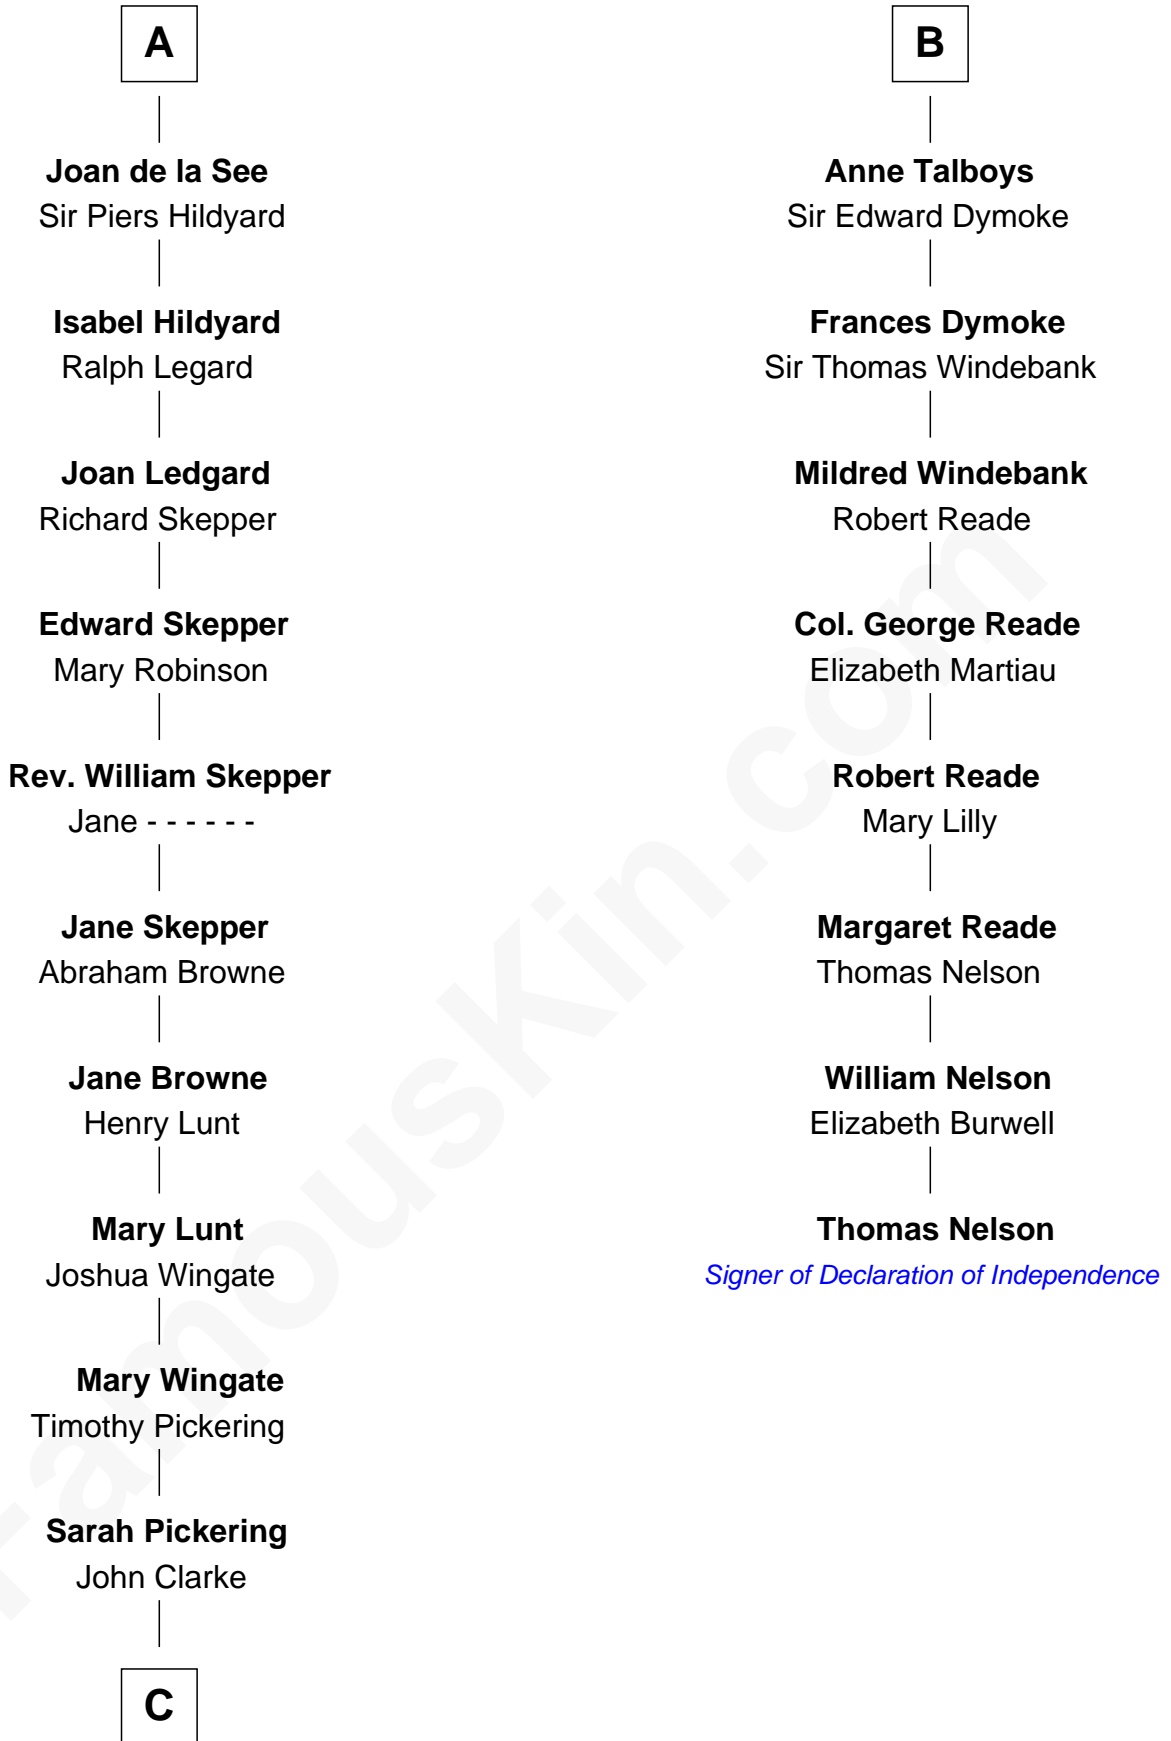 A
Joan de la See
Sir Piers Hildyard
Isabel Hildyard
Ralph Legard
Joan Ledgard
Richard Skepper
Edward Skepper
Mary Robinson
Rev. William Skepper
Jane - - - - - -
Jane Skepper
Abraham Browne
Jane Browne
Henry Lunt
Mary Lunt
Joshua Wingate
Mary Wingate
Timothy Pickering
Sarah Pickering
John Clarke
C
B
Anne Talboys
Sir Edward Dymoke
Frances Dymoke
Sir Thomas Windebank
Mildred Windebank
Robert Reade
Col. George Reade
Elizabeth Martiau
Robert Reade
Mary Lilly
Margaret Reade
Thomas Nelson
William Nelson
Elizabeth Burwell
Thomas Nelson
Signer of Declaration of Independence
FamousKin.com